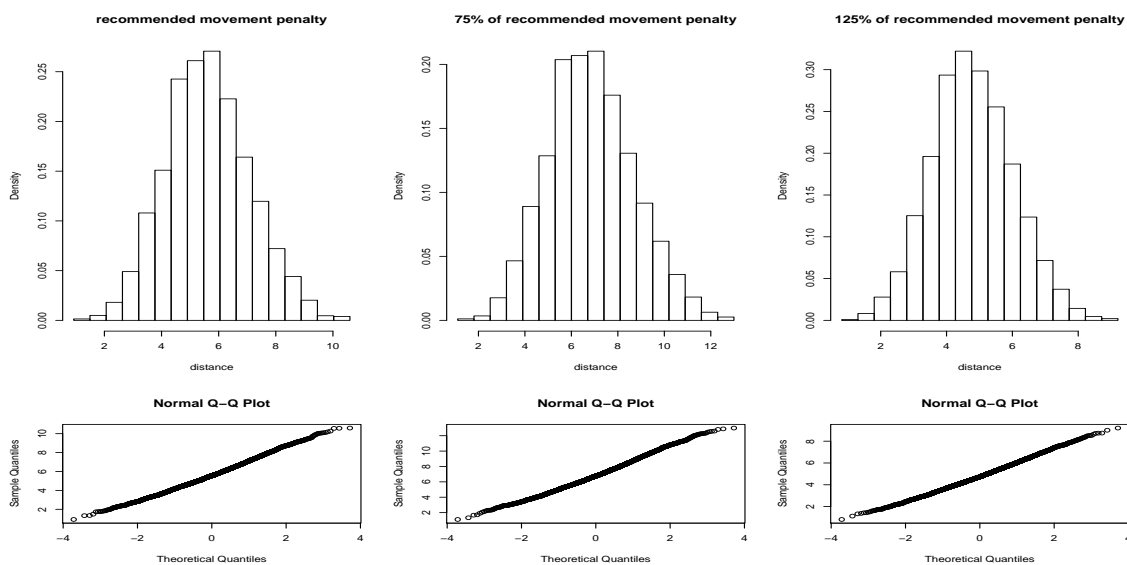 recommended movement penalty
75% of recommended movement penalty
125% of recommended movement penalty
Density
0.00 0.05 0.10 0.15 0.20 0.25
2 4 6 8 10
distance
Density
0.00 0.05 0.10 0.15 0.20
2 4 6 8 10 12
distance
Density
0.00 0.05 0.10 0.15 0.20 0.25 0.30
2 4 6 8
distance
Normal Q−Q Plot
Sample Quantiles
2 4 6 8 10
−4 −2 0 2 4
Theoretical Quantiles
Normal Q−Q Plot
Sample Quantiles
2 4 6 8 10
−4 −2 0 2 4
Theoretical Quantiles
Normal Q−Q Plot
Sample Quantiles
2 4 6 8
−4 −2 0 2 4
Theoretical Quantiles